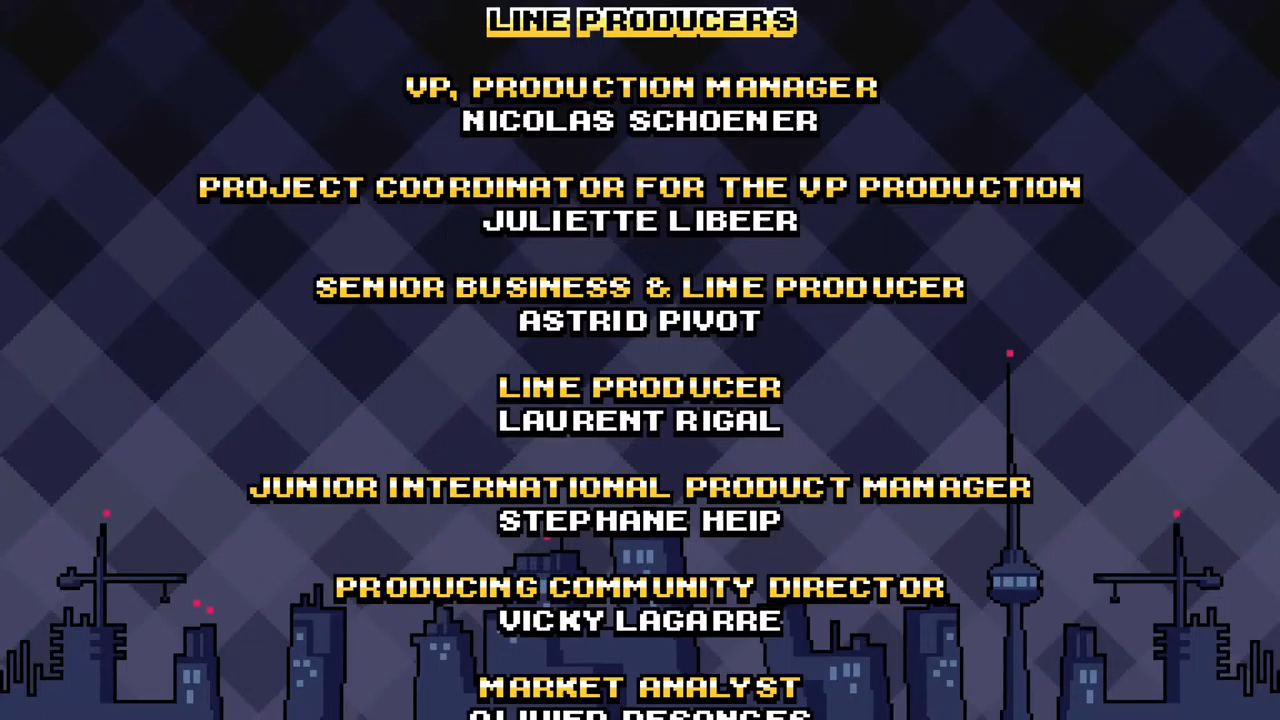 LINE PRODUCERS
VP, PRODUCTION MANAGER
NICOLAS SCHOENER
PROJECT COORDINATOR FOR THE VP PRODUCTION
JULIETTE LIBEER
SENIOR BUSINESS & LINE PRODUCER
ASTRID PIVOT
LINE PRODUCER
LAURENT RIGAL
JUNIOR INTERNATIONAL PRODUCT MANAGER
STEPHANE HEIP
PRODUCING COMMUNITY DIRECTOR
VICKY LAGARRE
MARKET ANALYST
OLIVIER